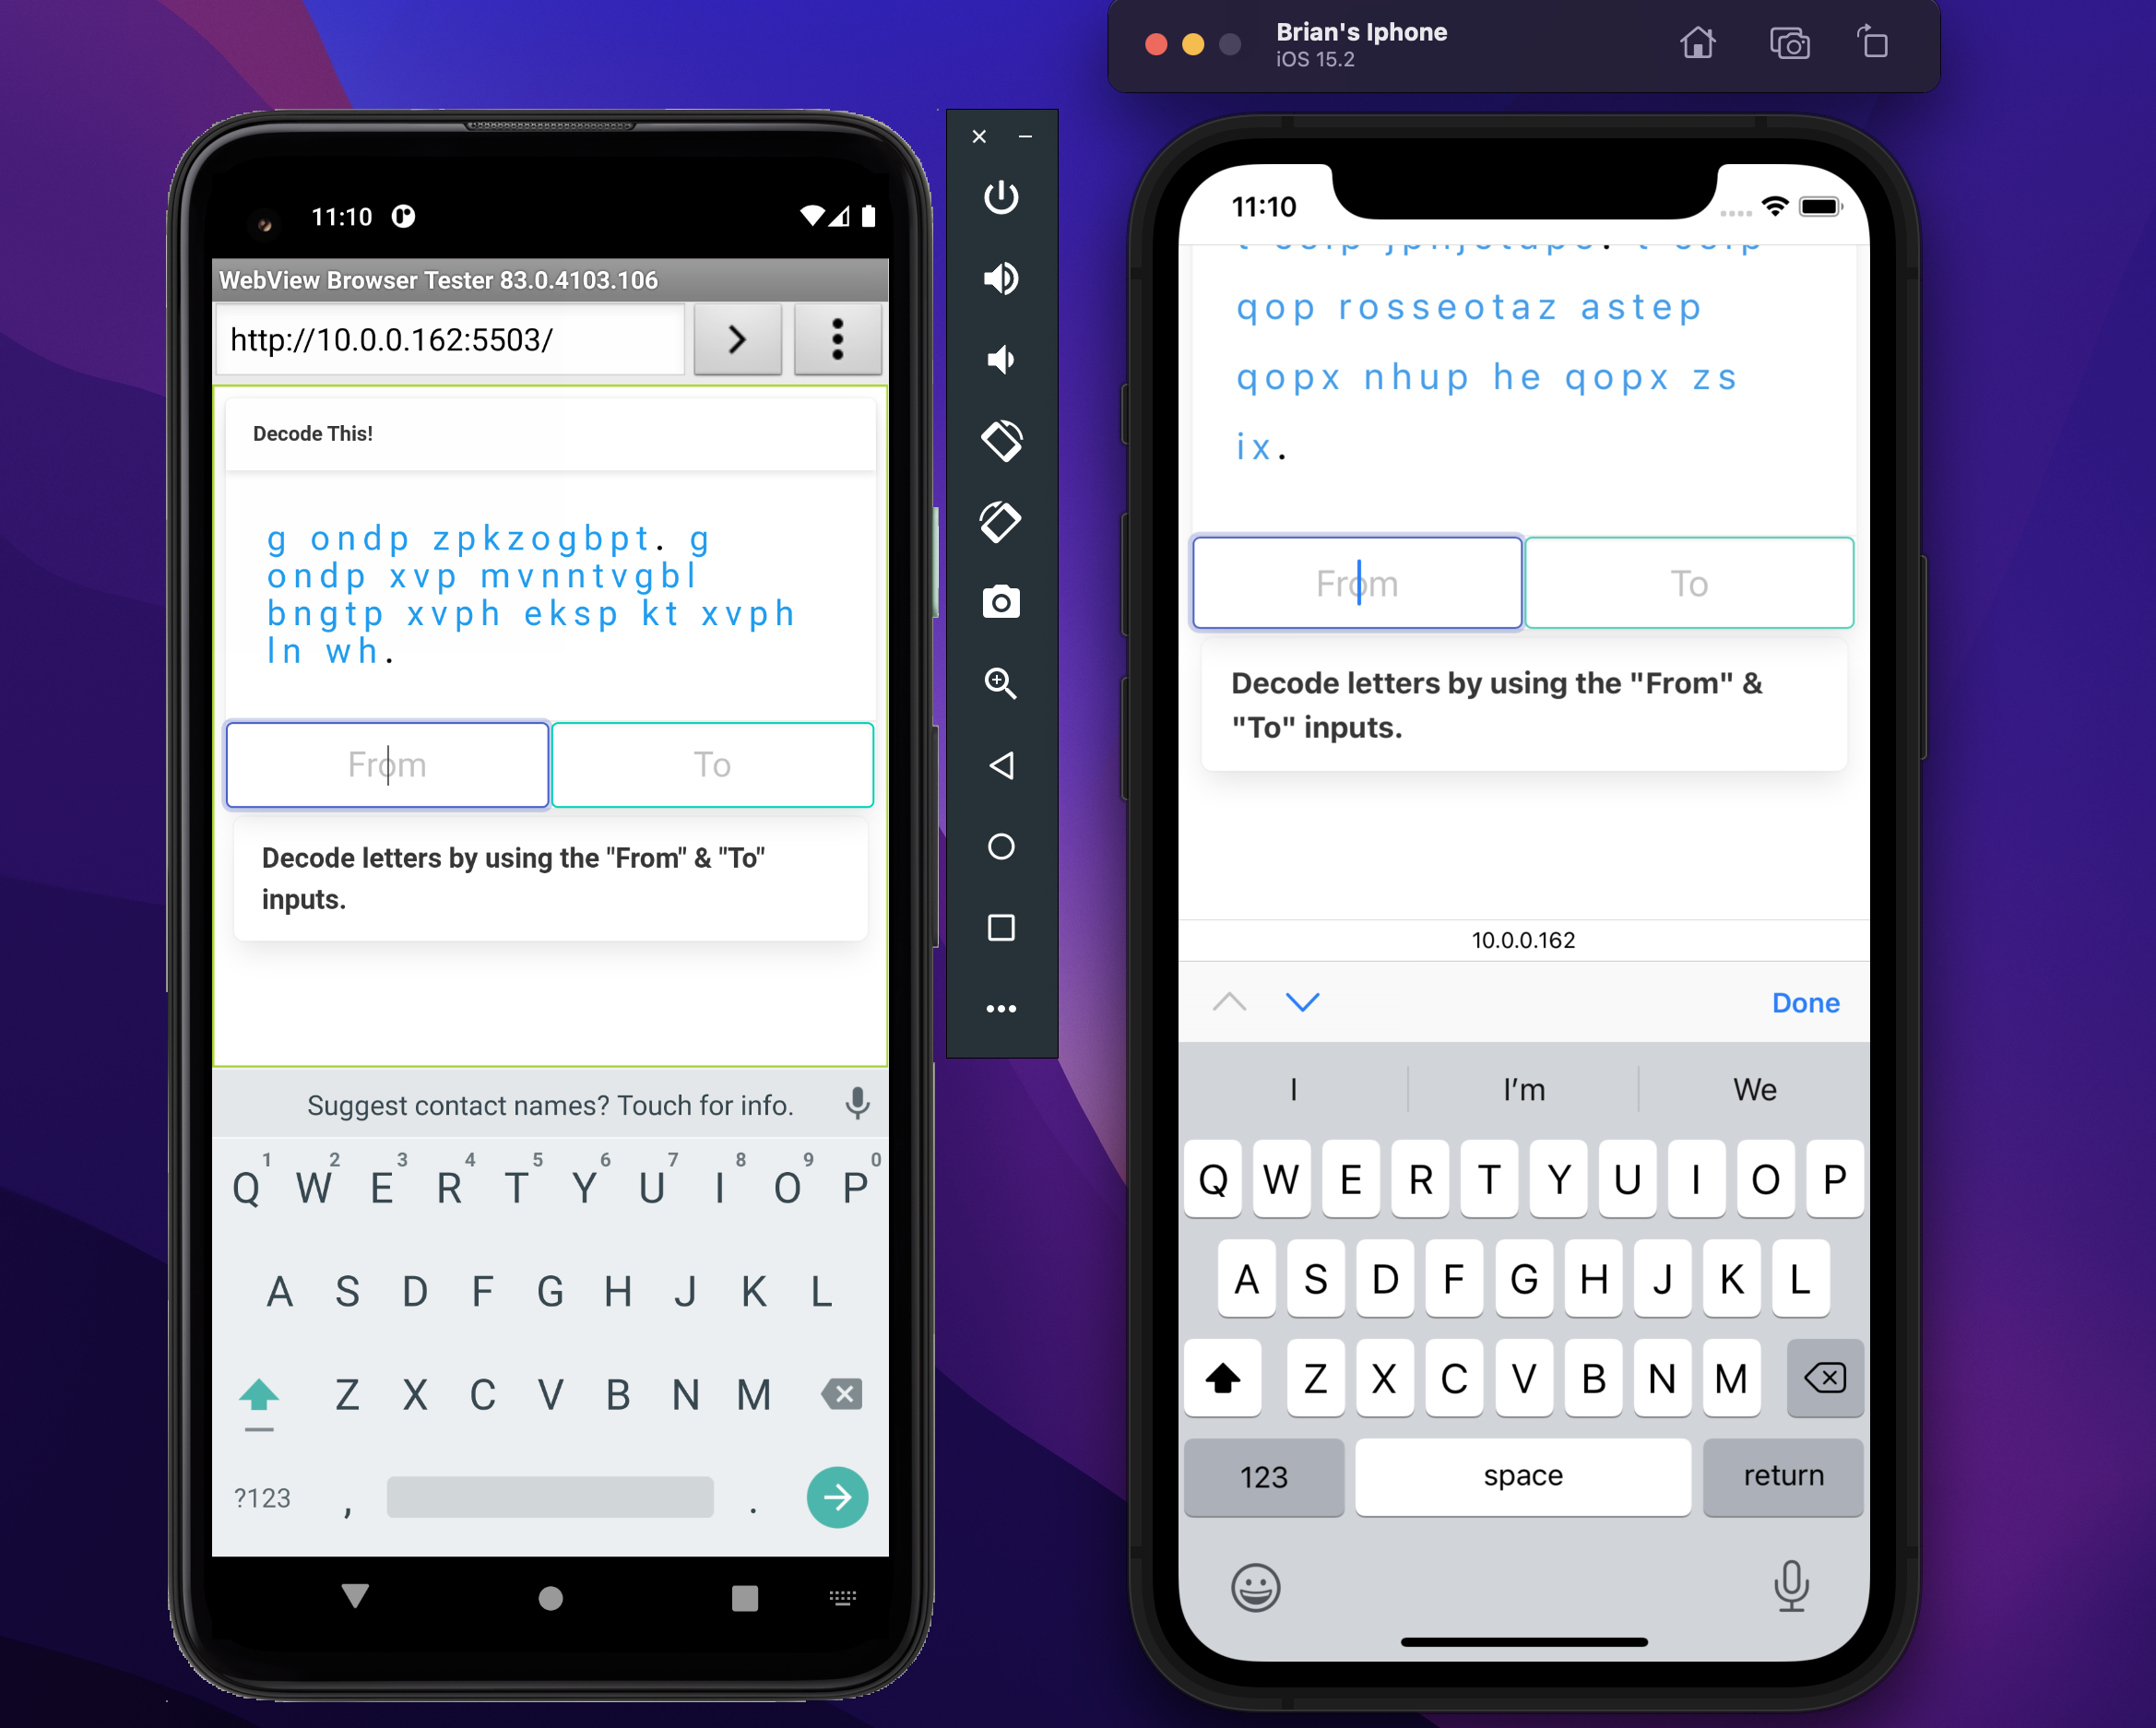 Brian's Iphone
iOS 15.2
11:10
WebView Browser Tester 83.0.4103.106
http://10.0.0.162:5503/
Decode This!
g ondp zpkzogbpt. g
ondp xvp mvnntvgbl
bngtp xvph eksp kt xvph
ln wh.
From To
Decode letters by using the "From" & "To"
inputs.
Suggest contact names? Touch for info.
1 2 3 4 5 6 7 8 9 0
Q W E R T Y U I O P
A S D F G H J K L
Z X C V B N M
?123 , .
11:10
qop rosseotaz astep
qopx nhup he qopx zs
ix.
From To
Decode letters by using the "From" &
"To" inputs.
10.0.0.162
Done
I I'm We
Q W E R T Y U I O P
A S D F G H J K L
Z X C V B N M
123 space return